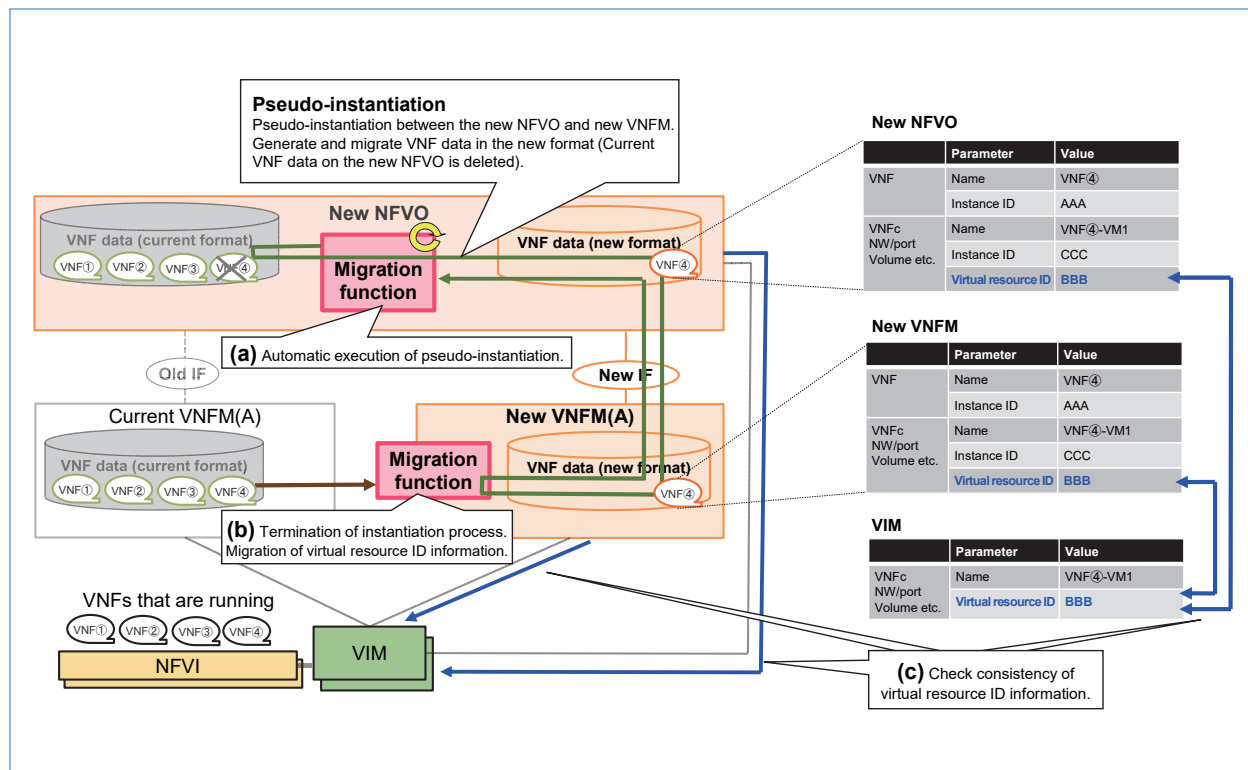 Pseudo-instantiation
Pseudo-instantiation between the new NFVO and new VNFM.
Generate and migrate VNF data in the new format (Current
VNF data on the new NFVO is deleted).
New NFVO
VNF data (current format)
VNF①
VNF②
VNF③
VNF④
Migration
function
VNF data (new format)
VNF④
(a) Automatic execution of pseudo-instantiation.
Old IF
New IF
Current VNFM(A)
VNF data (current format)
VNF①
VNF②
VNF③
VNF④
New VNFM(A)
Migration
function
VNF data (new format)
VNF④
(b) Termination of instantiation process.
Migration of virtual resource ID information.
VNFs that are running
VNF①
VNF②
VNF③
VNF④
NFVI
VIM
New NFVO
Parameter Value
VNF Name VNF④
Instance ID AAA
VNFc Name VNF④-VM1
NW/port
Volume etc. Instance ID CCC
Virtual resource ID BBB
New VNFM
Parameter Value
VNF Name VNF④
Instance ID AAA
VNFc Name VNF④-VM1
NW/port
Volume etc. Instance ID CCC
Virtual resource ID BBB
VIM
Parameter Value
VNFc Name VNF④-VM1
NW/port
Volume etc. Virtual resource ID BBB
(c) Check consistency of
virtual resource ID information.